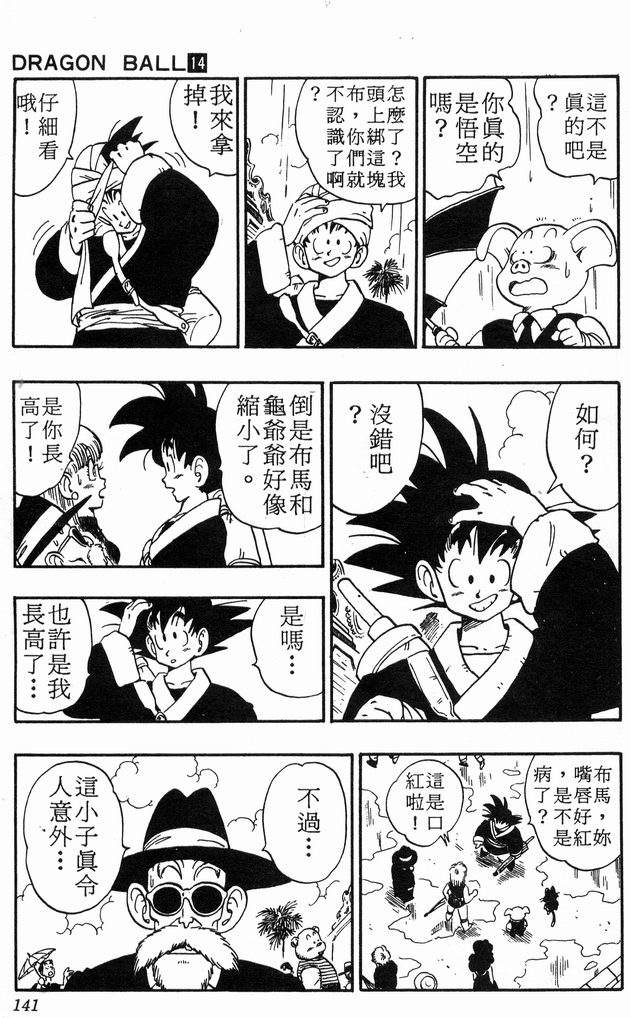 DRAGON BALL 14
這不是
真的吧
？
你真的
是悟空
嗎？
怎麼了？我
頭上綁這塊
布，你們就
不認識了啊
？
我來拿
掉！
仔細看
哦！
如何？
沒錯吧
？
倒是布馬和
龜爺爺好像
縮小了。
是你長
高了！
是嗎…
也許是我
長高了…
布馬，妳
嘴唇好紅
，是不是
病了？
這是口
紅啦！
不過…
這小子真令
人意外…
141